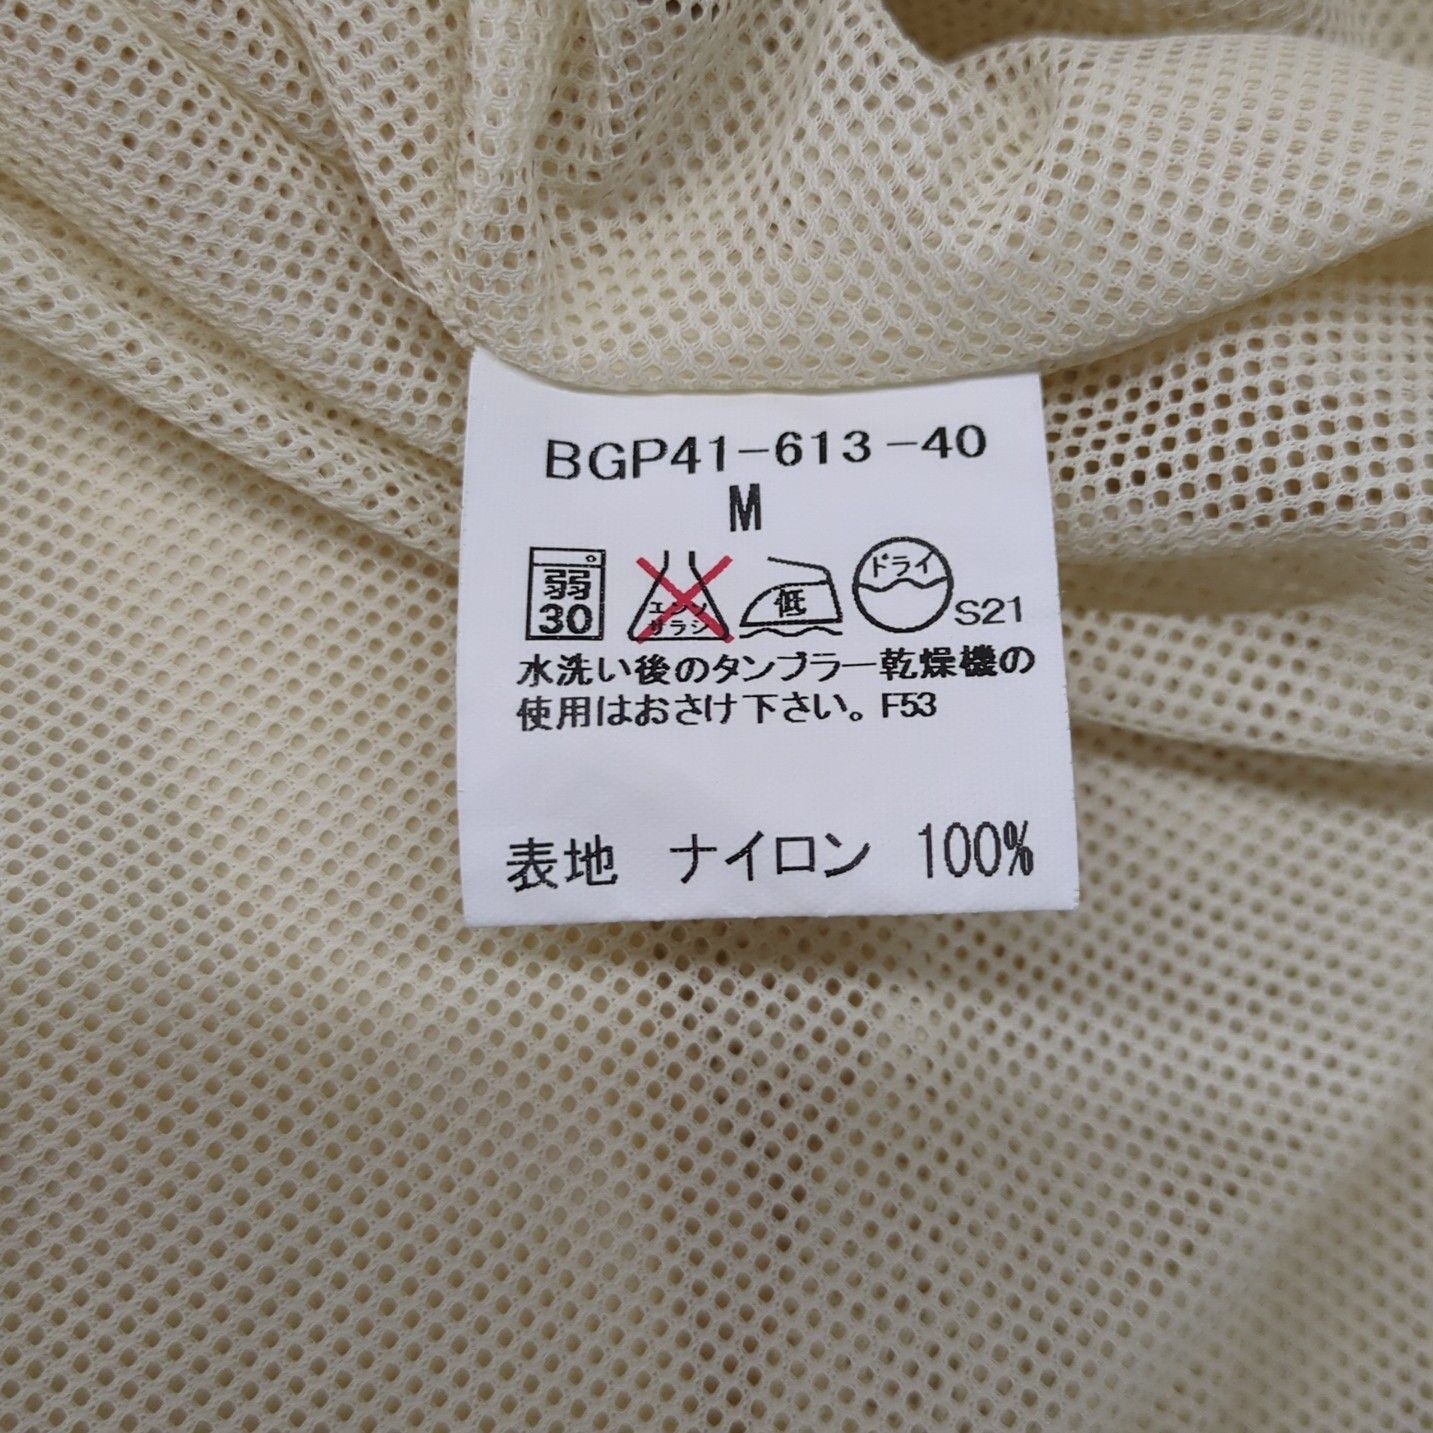 BGP41-613-40
M
弱 30 エンソ サラシ 低 ドライ S21
水洗い後のタンブラー乾燥機の
使用はおさけ下さい。F53
表地 ナイロン 100%